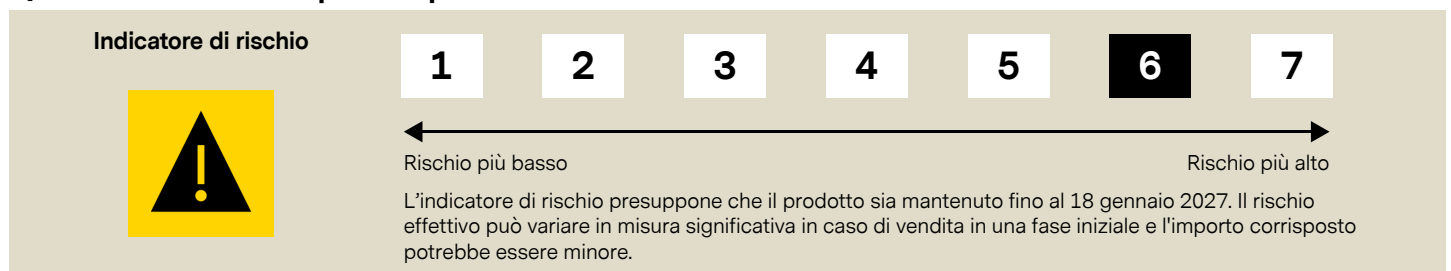 Indicatore di rischio
1 2 3 4 5 6 7
Rischio più basso
Rischio più alto
L'indicatore di rischio presuppone che il prodotto sia mantenuto fino al 18 gennaio 2027. Il rischio
effettivo può variare in misura significativa in caso di vendita in una fase iniziale e l'importo corrisposto
potrebbe essere minore.